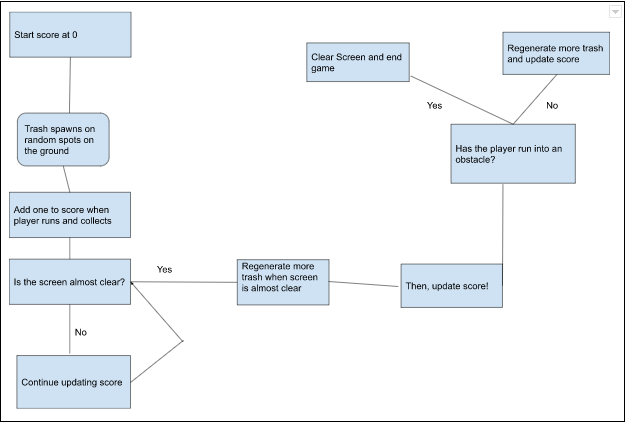 Start score at 0
Trash spawns on
random spots on
the ground
Add one to score when
player runs and collects
Is the screen almost clear?
No
Continue updating score
Yes
Regenerate more
trash when screen
is almost clear
Then, update score!
Has the player run into an
obstacle?
Yes
Clear Screen and end
game
No
Regenerate more trash
and update score